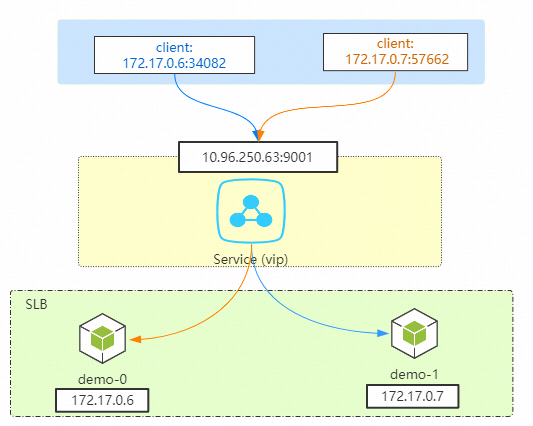 client:
172.17.0.6:34082
client:
172.17.0.7:57662
10.96.250.63:9001
Service (vip)
SLB
demo-0
172.17.0.6
demo-1
172.17.0.7